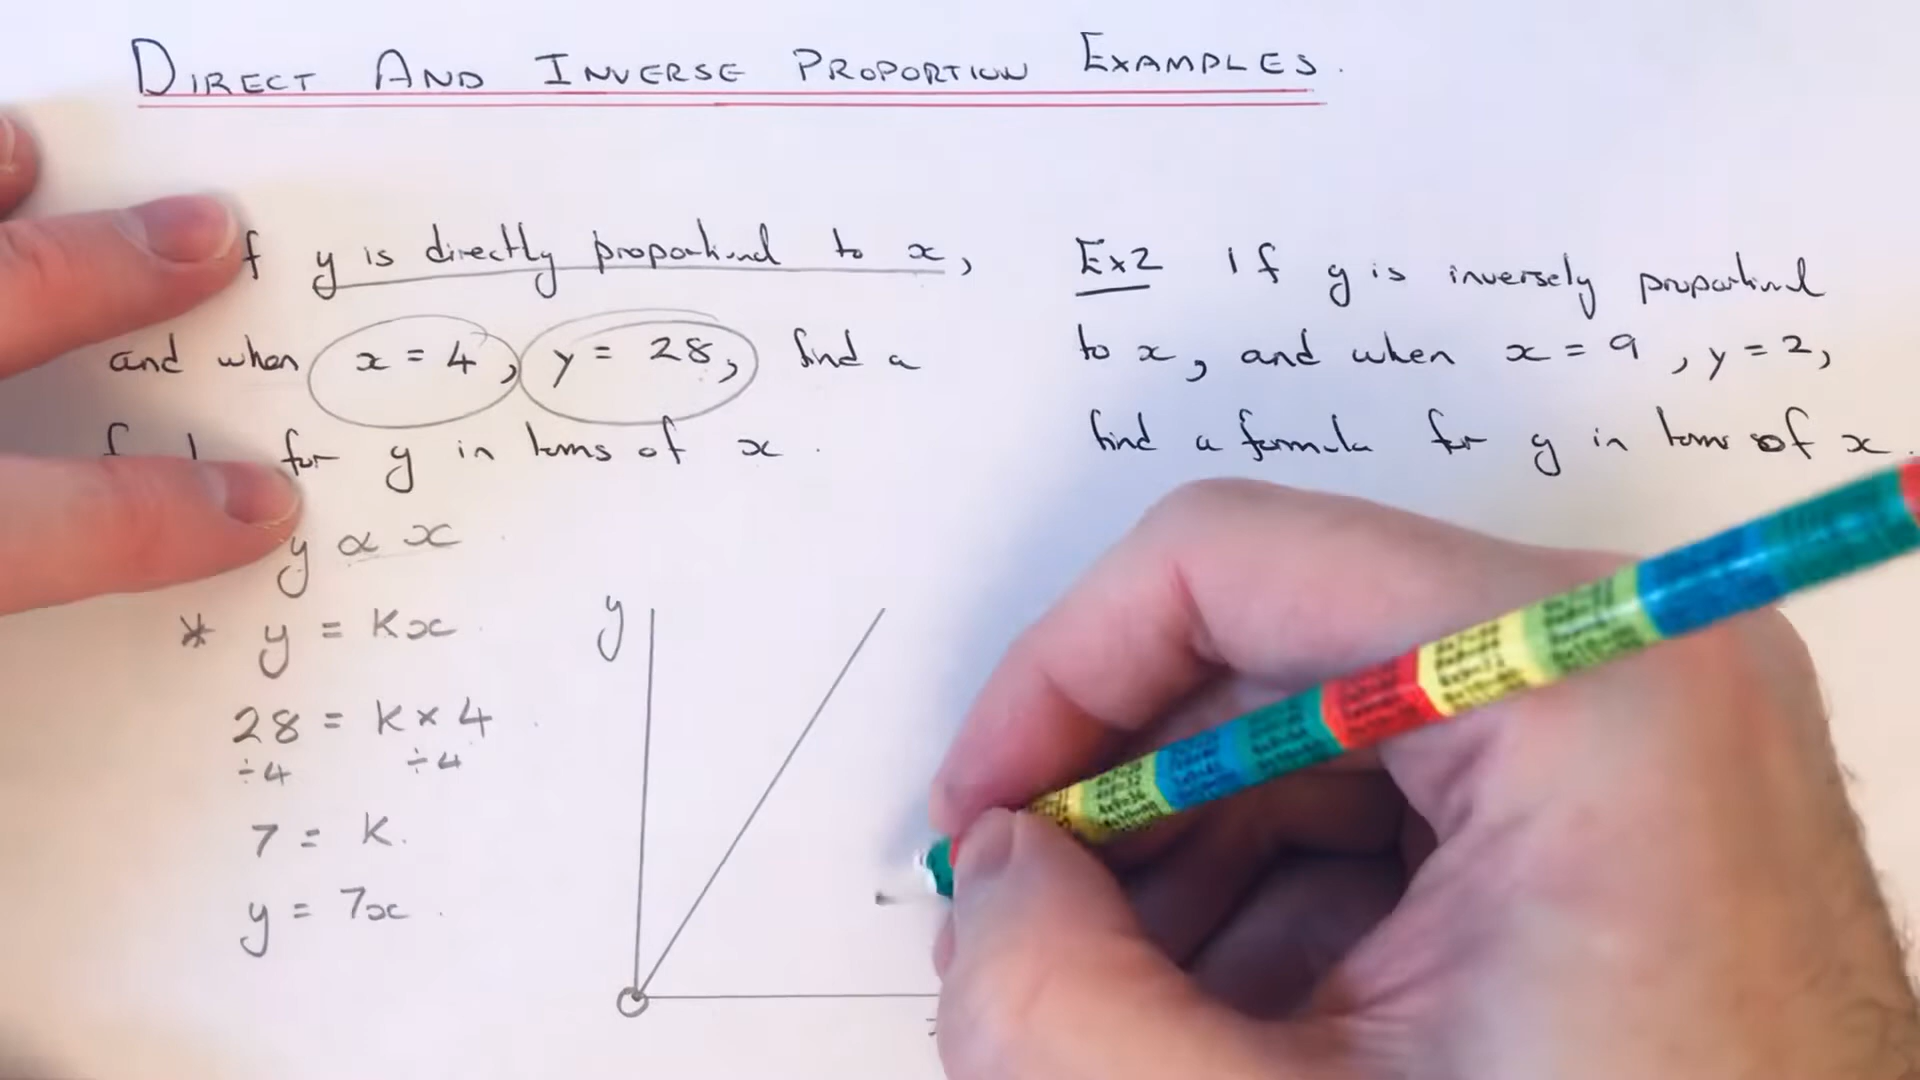 DIRECT AND INVERSE PROPORTION EXAMPLES.
f y is directly proportional to x,
and when x = 4, y = 28, find a
for y in terms of x.
y ∝ x
* y = Kx
28 = K × 4
÷4 ÷4
7 = K.
y = 7x.
y
Ex2 If y is inversely proportional
to x, and when x = 9, y = 2,
find a formula for y in terms of x.